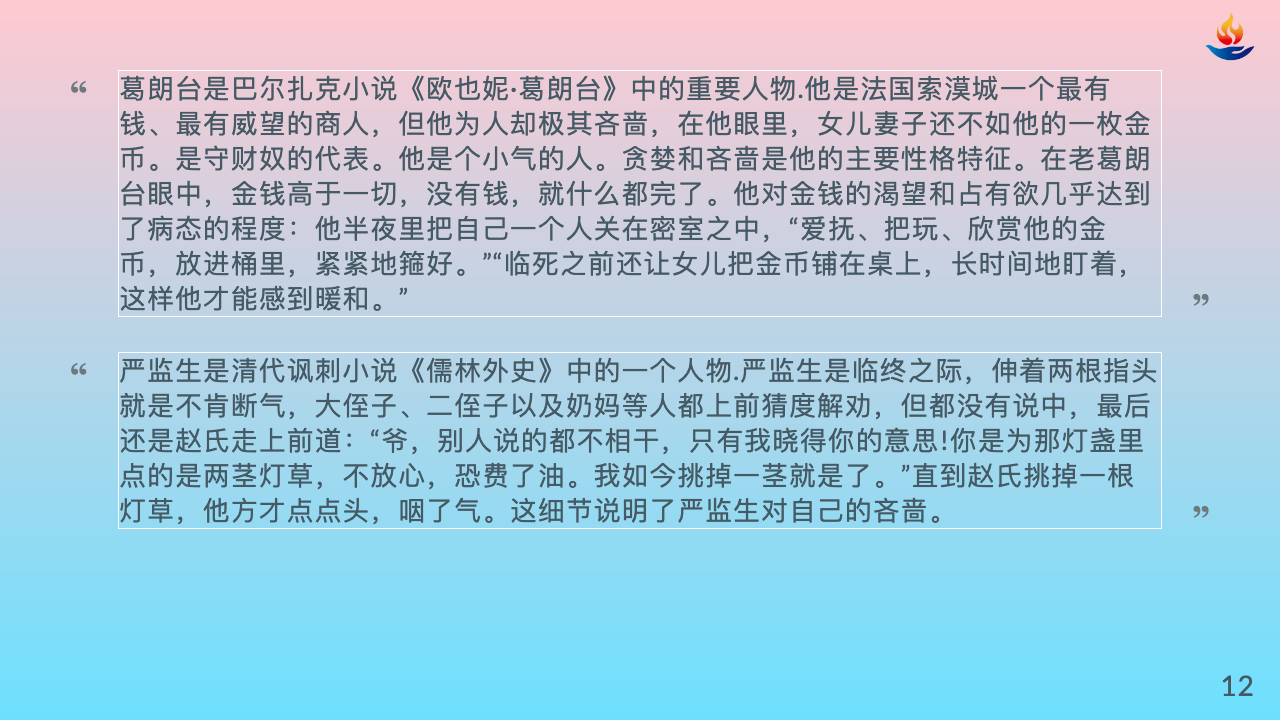 “
葛朗台是巴尔扎克小说《欧也妮·葛朗台》中的重要人物.他是法国索漠城一个最有
钱、最有威望的商人，但他为人却极其吝啬，在他眼里，女儿妻子还不如他的一枚金
币。是守财奴的代表。他是个小气的人。贪婪和吝啬是他的主要性格特征。在老葛朗
台眼中，金钱高于一切，没有钱，就什么都完了。他对金钱的渴望和占有欲几乎达到
了病态的程度：他半夜里把自己一个人关在密室之中，“爱抚、把玩、欣赏他的金
币，放进桶里，紧紧地箍好。”“临死之前还让女儿把金币铺在桌上，长时间地盯着，
这样他才能感到暖和。”
”
“
严监生是清代讽刺小说《儒林外史》中的一个人物.严监生是临终之际，伸着两根指头
就是不肯断气，大侄子、二侄子以及奶妈等人都上前猜度解劝，但都没有说中，最后
还是赵氏走上前道：“爷，别人说的都不相干，只有我晓得你的意思!你是为那灯盏里
点的是两茎灯草，不放心，恐费了油。我如今挑掉一茎就是了。”直到赵氏挑掉一根
灯草，他方才点点头，咽了气。这细节说明了严监生对自己的吝啬。
”
12